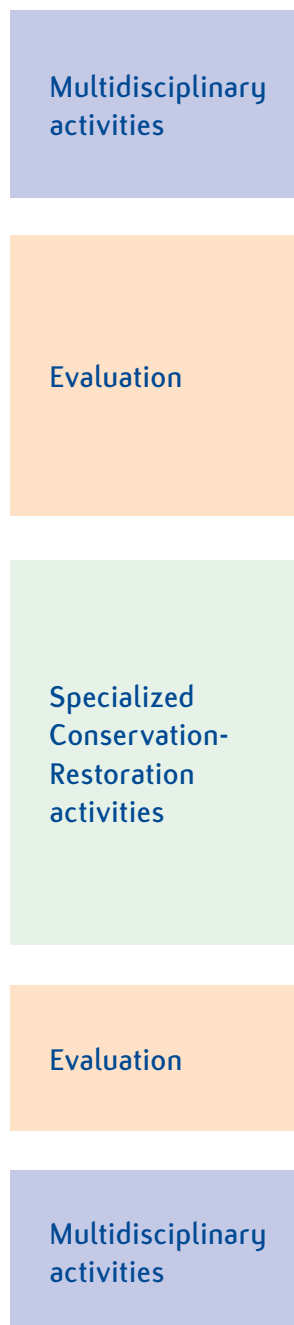 Multidisciplinary
activities
Evaluation
Specialized
Conservation-
Restoration
activities
Evaluation
Multidisciplinary
activities